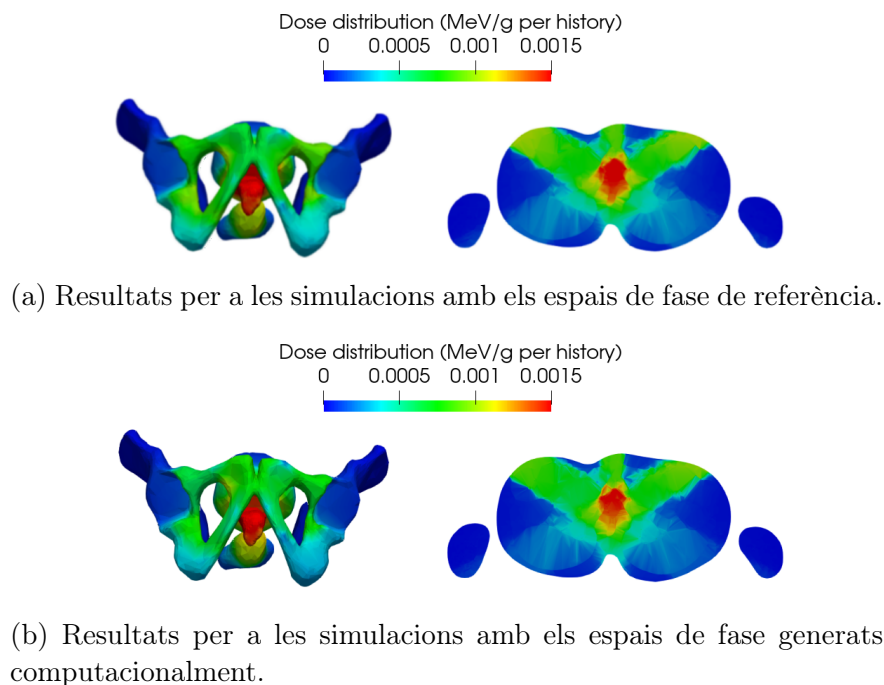 Dose distribution (MeV/g per history)
0 0.0005 0.001 0.0015
(a) Resultats per a les simulacions amb els espais de fase de referència.
Dose distribution (MeV/g per history)
0 0.0005 0.001 0.0015
(b) Resultats per a les simulacions amb els espais de fase generats
computacionalment.